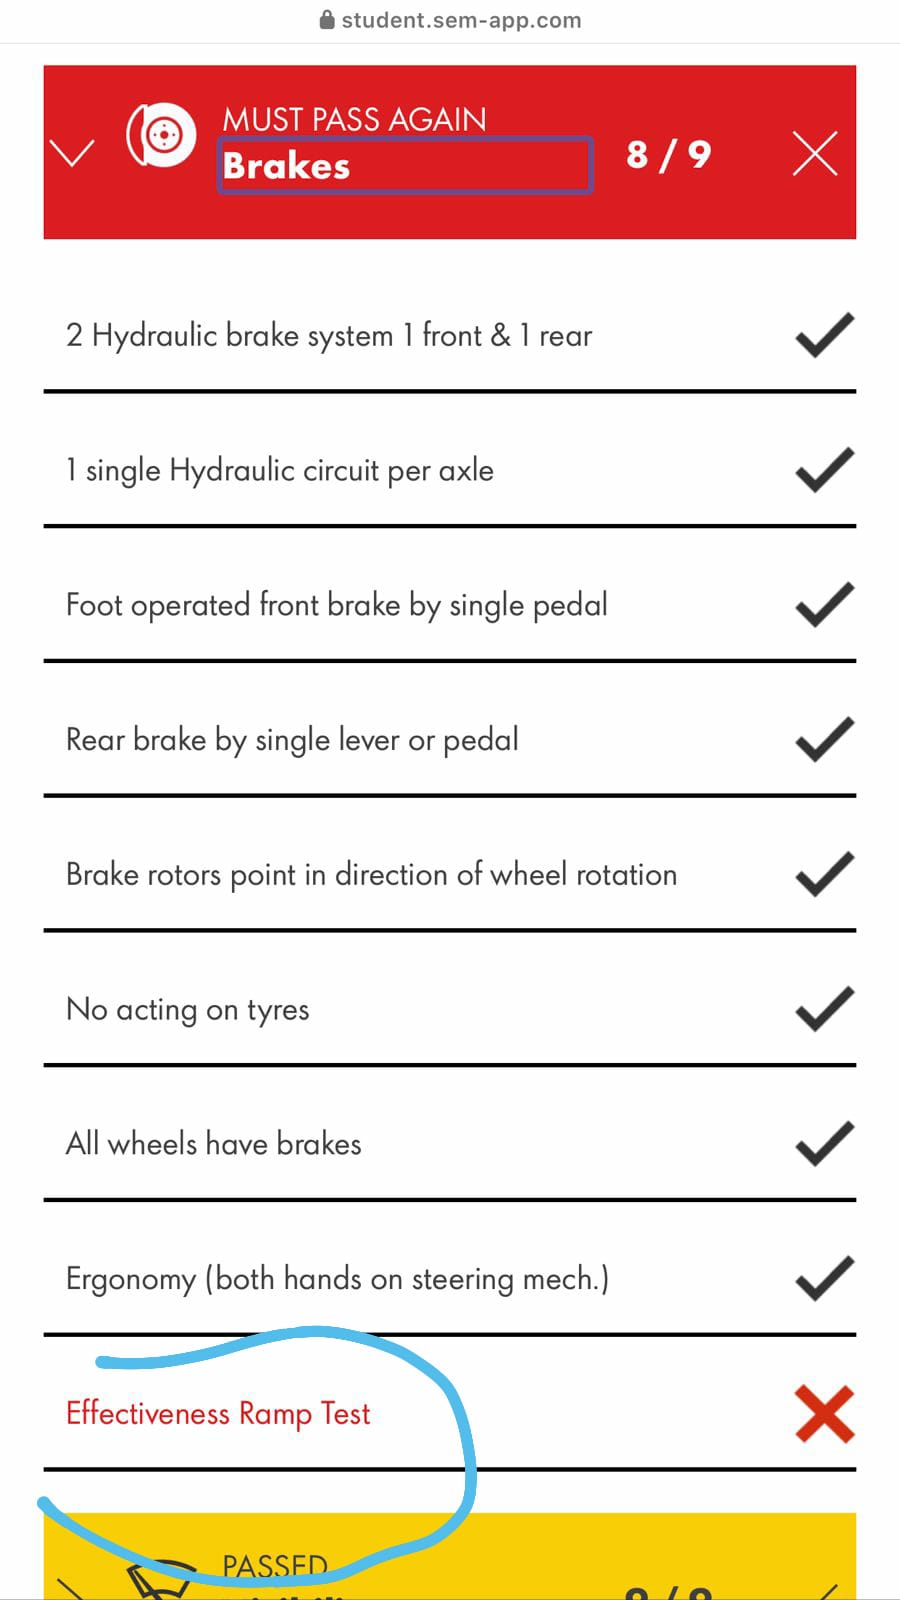 student.sem-app.com
MUST PASS AGAIN
Brakes
8 / 9
2 Hydraulic brake system 1 front & 1 rear
1 single Hydraulic circuit per axle
Foot operated front brake by single pedal
Rear brake by single lever or pedal
Brake rotors point in direction of wheel rotation
No acting on tyres
All wheels have brakes
Ergonomy (both hands on steering mech.)
Effectiveness Ramp Test
PASSED